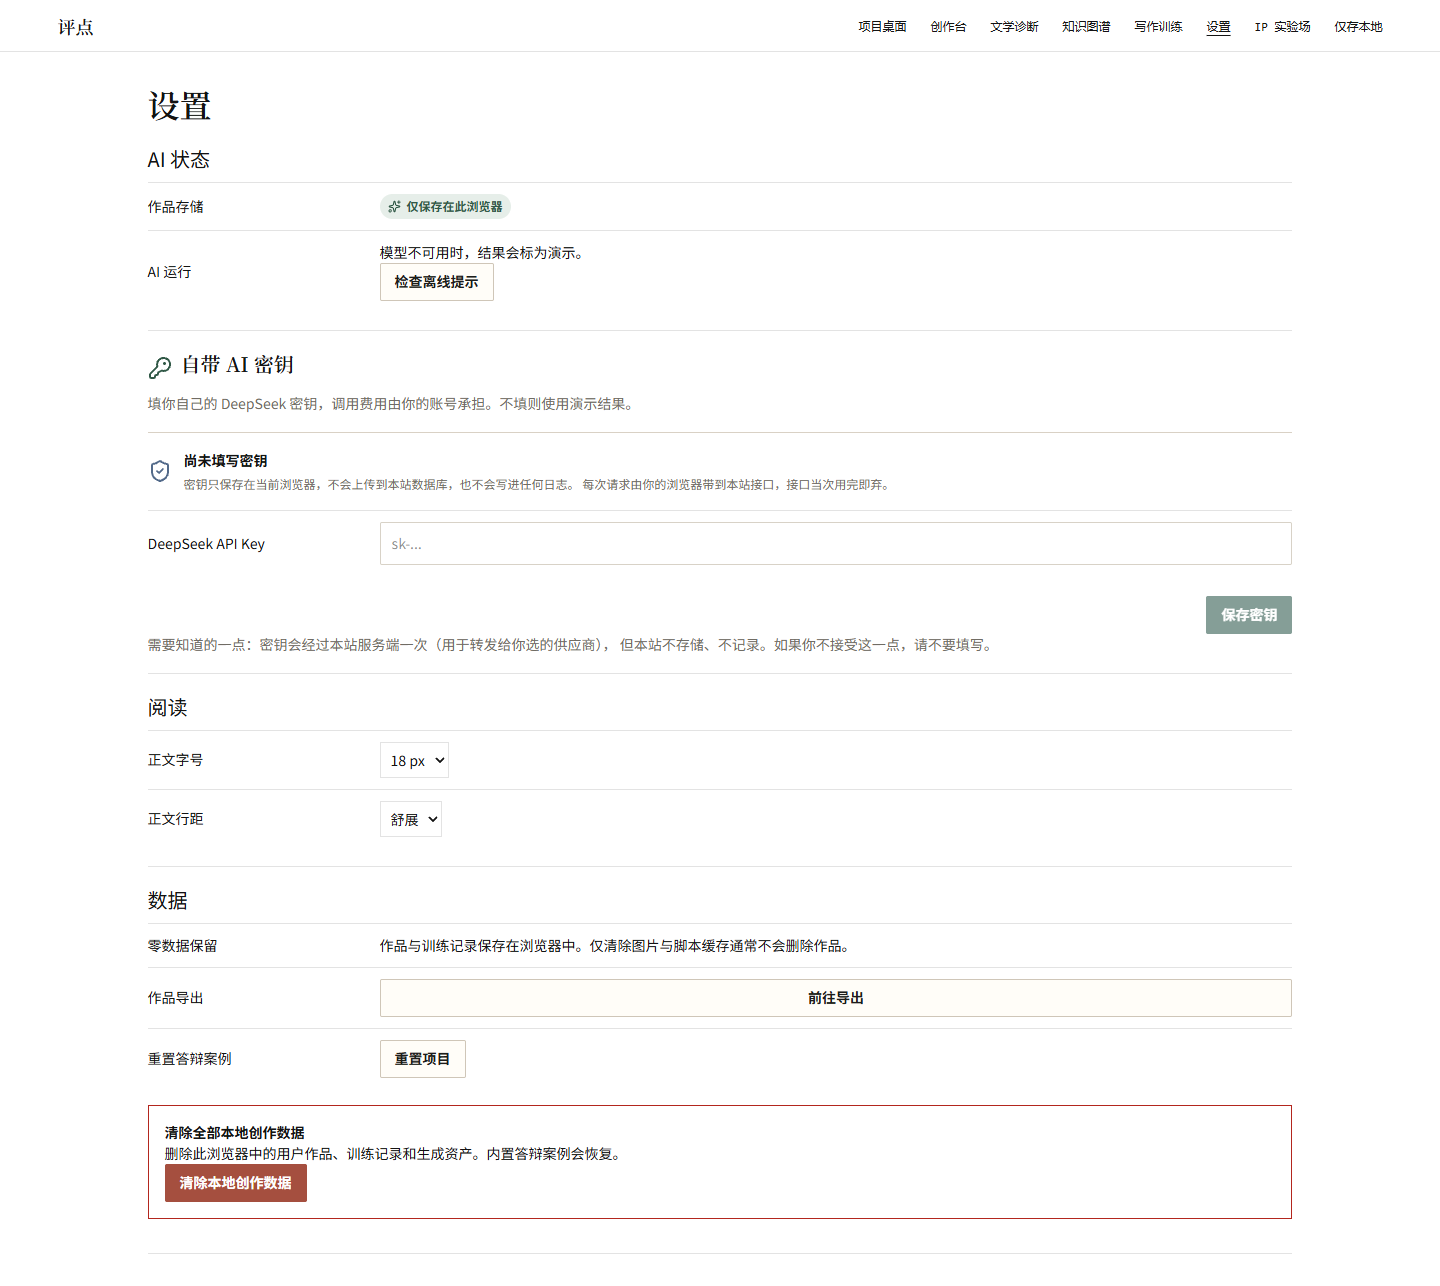 评点
项目桌面 创作台 文学诊断 知识图谱 写作训练 设置 IP 实验场 仅存本地
设置
AI 状态
作品存储
仅保存在此浏览器
AI 运行
模型不可用时，结果会标为演示。
检查离线提示
自带 AI 密钥
填你自己的 DeepSeek 密钥，调用费用由你的账号承担。不填则使用演示结果。
尚未填写密钥
密钥只保存在当前浏览器，不会上传到本站数据库，也不会写进任何日志。 每次请求由你的浏览器带到本站接口，接口当次用完即弃。
DeepSeek API Key
sk-...
保存密钥
需要知道的一点：密钥会经过本站服务端一次（用于转发给你选的供应商）， 但本站不存储、不记录。如果你不接受这一点，请不要填写。
阅读
正文字号
18 px
正文行距
舒展
数据
零数据保留
作品与训练记录保存在浏览器中。仅清除图片与脚本缓存通常不会删除作品。
作品导出
前往导出
重置答辩案例
重置项目
清除全部本地创作数据
删除此浏览器中的用户作品、训练记录和生成资产。内置答辩案例会恢复。
清除本地创作数据